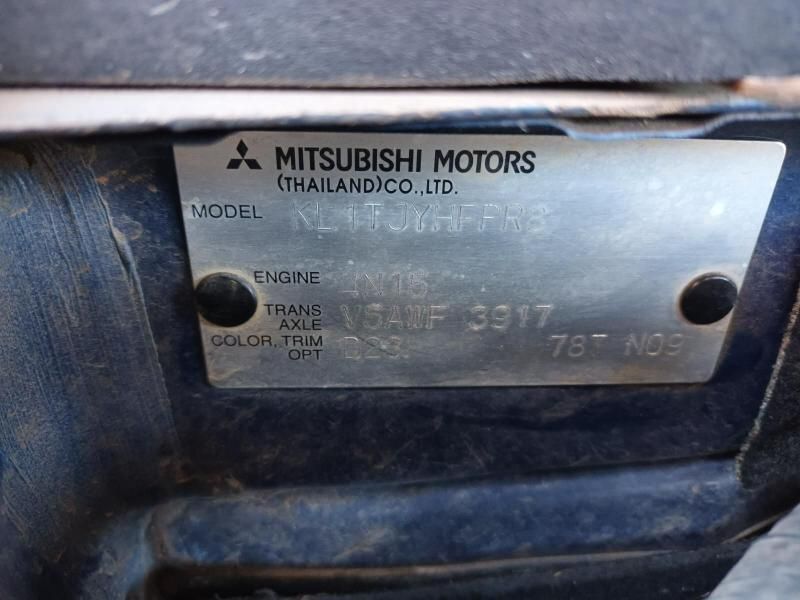 MITSUBISHI MOTORS
(THAILAND)CO.,LTD.
MODEL KL1TJYHFPR8
ENGINE 4N15
TRANS AXLE V5AWF 3917
COLOR, TRIM OPT D23 78T N09